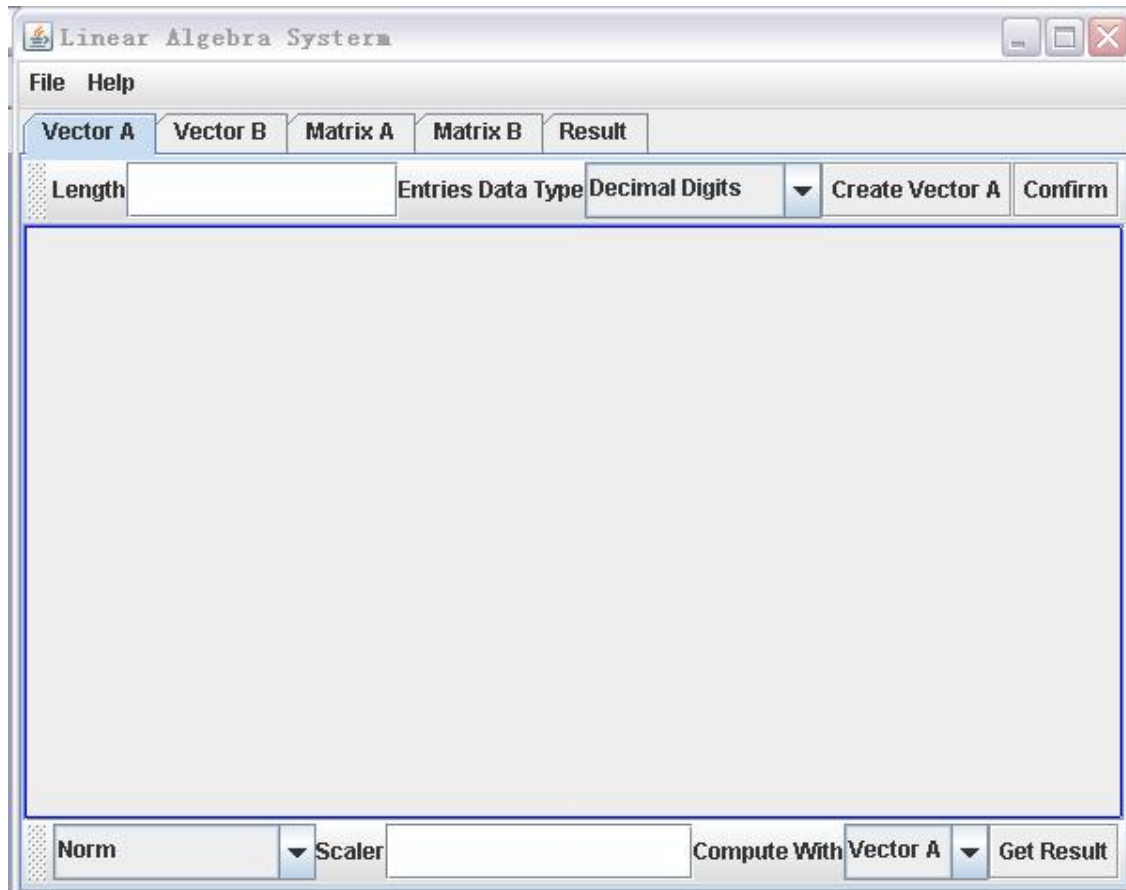 Linear Algebra Systerm
File Help
Vector A Vector B Matrix A Matrix B Result
Length Entries Data Type Decimal Digits Create Vector A Confirm
Norm Scaler Compute With Vector A Get Result